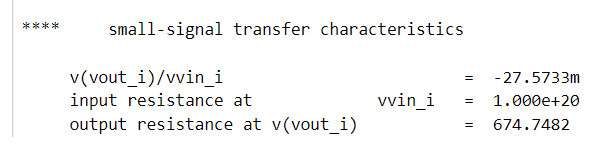 **** small-signal transfer characteristics
v(vout_i)/vvin_i = -27.5733m
input resistance at vvin_i = 1.000e+20
output resistance at v(vout_i) = 674.7482